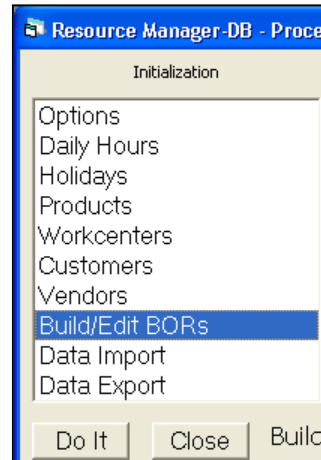 Resource Manager-DB - Proce
Initialization
Options
Daily Hours
Holidays
Products
Workcenters
Customers
Vendors
Build/Edit BORs
Data Import
Data Export
Do It Close Build